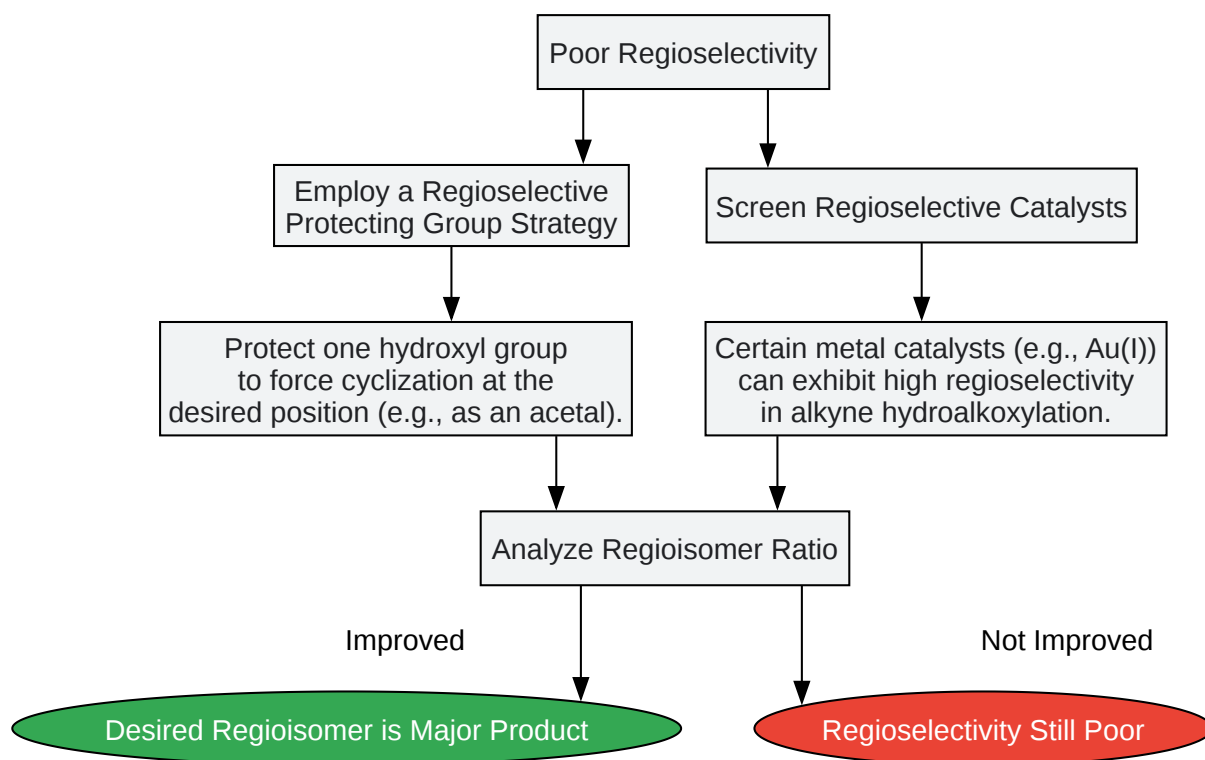 Poor Regioselectivity
Employ a Regioselective
Protecting Group Strategy
Screen Regioselective Catalysts
Protect one hydroxyl group
to force cyclization at the
desired position (e.g., as an acetal).
Certain metal catalysts (e.g., Au(I))
can exhibit high regioselectivity
in alkyne hydroalkoxylation.
Analyze Regioisomer Ratio
Improved
Not Improved
Desired Regioisomer is Major Product
Regioselectivity Still Poor